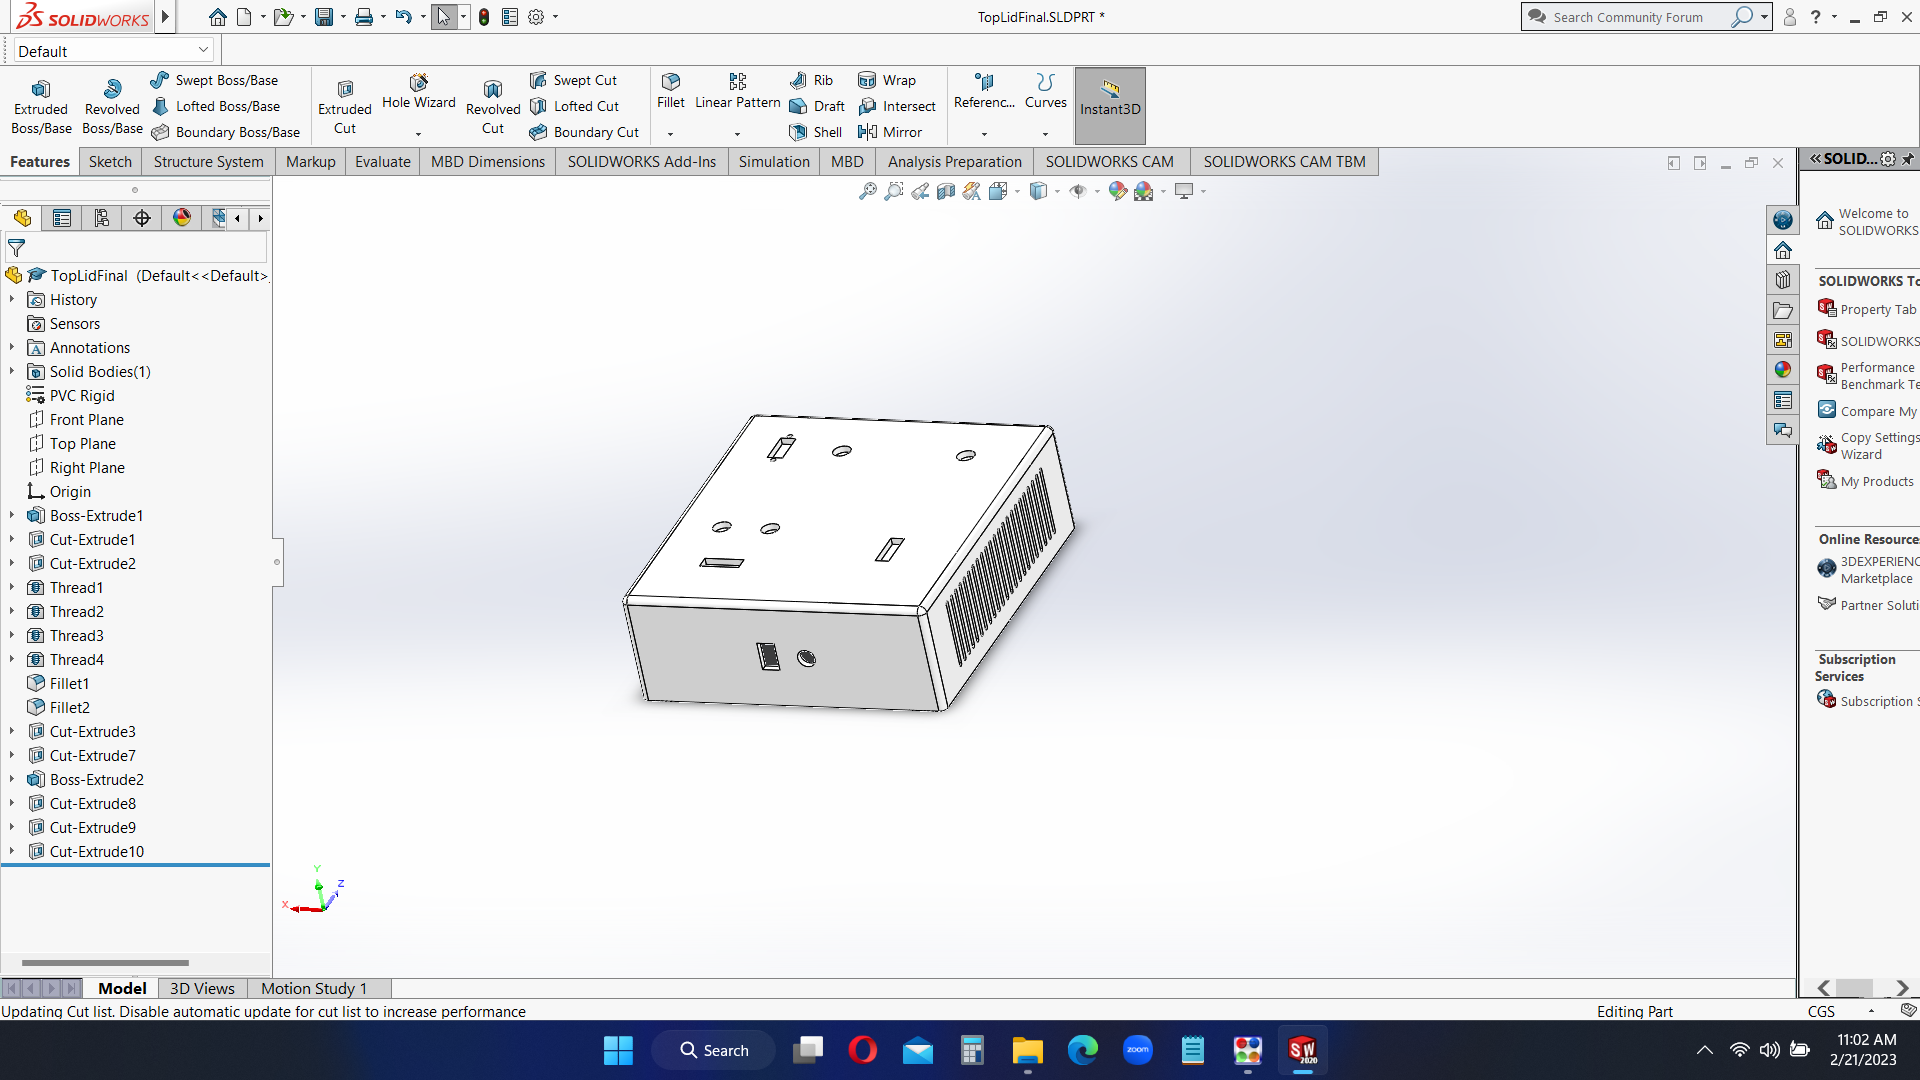 SOLIDWORKS
TopLidFinal.SLDPRT *
Search Community Forum
?
Default
Extruded Boss/Base
Revolved Boss/Base
Swept Boss/Base
Lofted Boss/Base
Boundary Boss/Base
Extruded Cut
Hole Wizard
Revolved Cut
Swept Cut
Lofted Cut
Boundary Cut
Fillet
Linear Pattern
Rib
Draft
Shell
Wrap
Intersect
Mirror
Referenc...
Curves
Instant3D
Features
Sketch
Structure System
Markup
Evaluate
MBD Dimensions
SOLIDWORKS Add-Ins
Simulation
MBD
Analysis Preparation
SOLIDWORKS CAM
SOLIDWORKS CAM TBM
SOLID...
TopLidFinal (Default<<Default>
History
Sensors
Annotations
Solid Bodies(1)
PVC Rigid
Front Plane
Top Plane
Right Plane
Origin
Boss-Extrude1
Cut-Extrude1
Cut-Extrude2
Thread1
Thread2
Thread3
Thread4
Fillet1
Fillet2
Cut-Extrude3
Cut-Extrude7
Boss-Extrude2
Cut-Extrude8
Cut-Extrude9
Cut-Extrude10
Y
Z
X
Welcome to
SOLIDWORKS
SOLIDWORKS To
Property Tab
SOLIDWORKS
Performance
Benchmark Te
Compare My
Copy Settings
Wizard
My Products
Online Resource
3DEXPERIENC
Marketplace
Partner Soluti
Subscription
Services
Subscription S
Model
3D Views
Motion Study 1
Updating Cut list. Disable automatic update for cut list to increase performance
Editing Part
CGS
Search
zoom
SW
2020
11:02 AM
2/21/2023